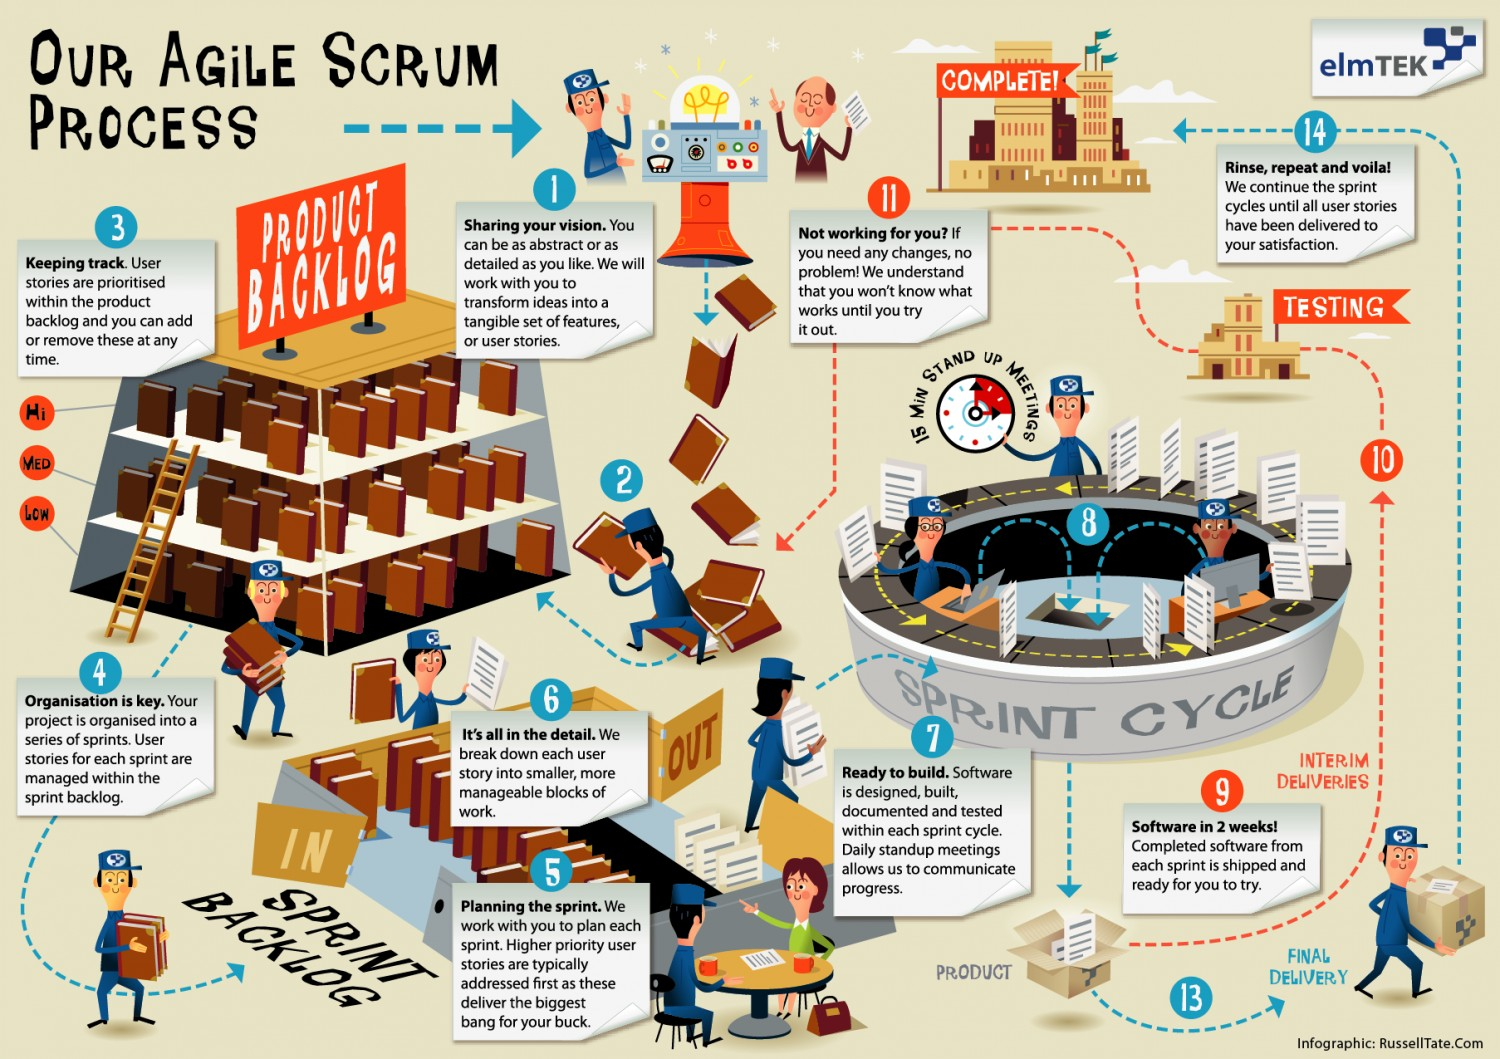 OUR AGILE SCRUM
PROCESS
elmTEK
1
Sharing your vision. You
can be as abstract or as
detailed as you like. We will
work with you to
transform ideas into a
tangible set of features,
or user stories.
2
3
Keeping track. User
stories are prioritised
within the product
backlog and you can add
or remove these at any
time.
PRODUCT
BACKLOG
Hi
MED
LOW
4
Organisation is key. Your
project is organised into a
series of sprints. User
stories for each sprint are
managed within the
sprint backlog.
IN
OUT
SPRINT
BACKLOG
5
Planning the sprint. We
work with you to plan each
sprint. Higher priority user
stories are typically
addressed first as these
deliver the biggest
bang for your buck.
6
It's all in the detail. We
break down each user
story into smaller, more
manageable blocks of
work.
7
Ready to build. Software
is designed, built,
documented and tested
within each sprint cycle.
Daily standup meetings
allows us to communicate
progress.
15 MIN STAND UP MEETINGS
8
SPRINT CYCLE
9
Software in 2 weeks!
Completed software from
each sprint is shipped and
ready for you to try.
INTERIM
DELIVERIES
10
TESTING
11
Not working for you? If
you need any changes, no
problem! We understand
that you won't know what
works until you try
it out.
PRODUCT
13
FINAL
DELIVERY
14
Rinse, repeat and voila!
We continue the sprint
cycles until all user stories
have been delivered to
your satisfaction.
COMPLETE!
Infographic: RussellTate.Com